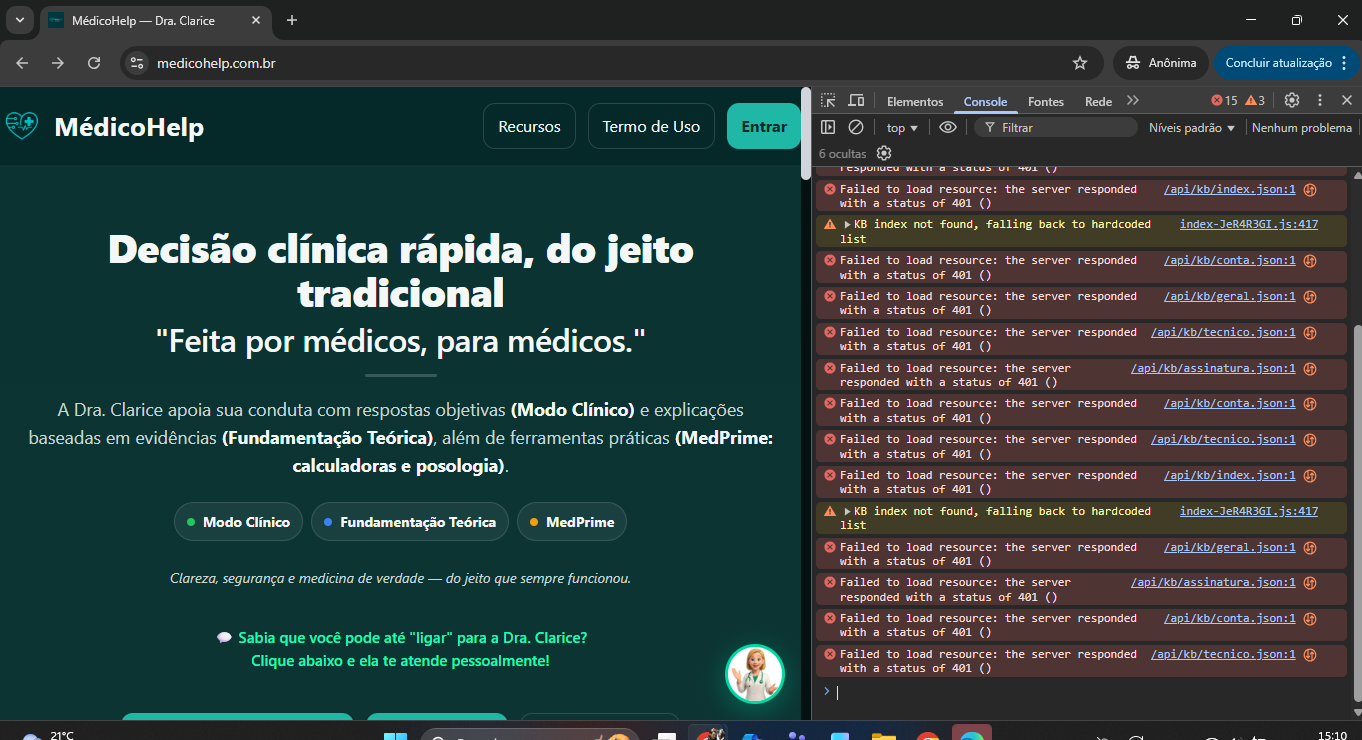 MédicoHelp — Dra. Clarice
medicohelp.com.br
Anônima
Concluir atualização
MédicoHelp
Recursos
Termo de Uso
Entrar
Decisão clínica rápida, do jeito
tradicional
"Feita por médicos, para médicos."
A Dra. Clarice apoia sua conduta com respostas objetivas (Modo Clínico) e explicações
baseadas em evidências (Fundamentação Teórica), além de ferramentas práticas (MedPrime:
calculadoras e posologia).
Modo Clínico
Fundamentação Teórica
MedPrime
Clareza, segurança e medicina de verdade — do jeito que sempre funcionou.
Sabia que você pode até "ligar" para a Dra. Clarice?
Clique abaixo e ela te atende pessoalmente!
Elementos
Console
Fontes
Rede
15
3
top
Filtrar
Níveis padrão
Nenhum problema
6 ocultas
responded with a status of 401 ()
Failed to load resource: the server responded /api/kb/index.json:1
with a status of 401 ()
KB index not found, falling back to hardcoded index-JeR4R3GI.js:417
list
Failed to load resource: the server responded /api/kb/conta.json:1
with a status of 401 ()
Failed to load resource: the server responded /api/kb/geral.json:1
with a status of 401 ()
Failed to load resource: the server responded /api/kb/tecnico.json:1
with a status of 401 ()
Failed to load resource: the server /api/kb/assinatura.json:1
responded with a status of 401 ()
Failed to load resource: the server responded /api/kb/conta.json:1
with a status of 401 ()
Failed to load resource: the server responded /api/kb/tecnico.json:1
with a status of 401 ()
Failed to load resource: the server responded /api/kb/index.json:1
with a status of 401 ()
KB index not found, falling back to hardcoded index-JeR4R3GI.js:417
list
Failed to load resource: the server responded /api/kb/geral.json:1
with a status of 401 ()
Failed to load resource: the server /api/kb/assinatura.json:1
responded with a status of 401 ()
Failed to load resource: the server responded /api/kb/conta.json:1
with a status of 401 ()
Failed to load resource: the server responded /api/kb/tecnico.json:1
with a status of 401 ()
21°C
15:10